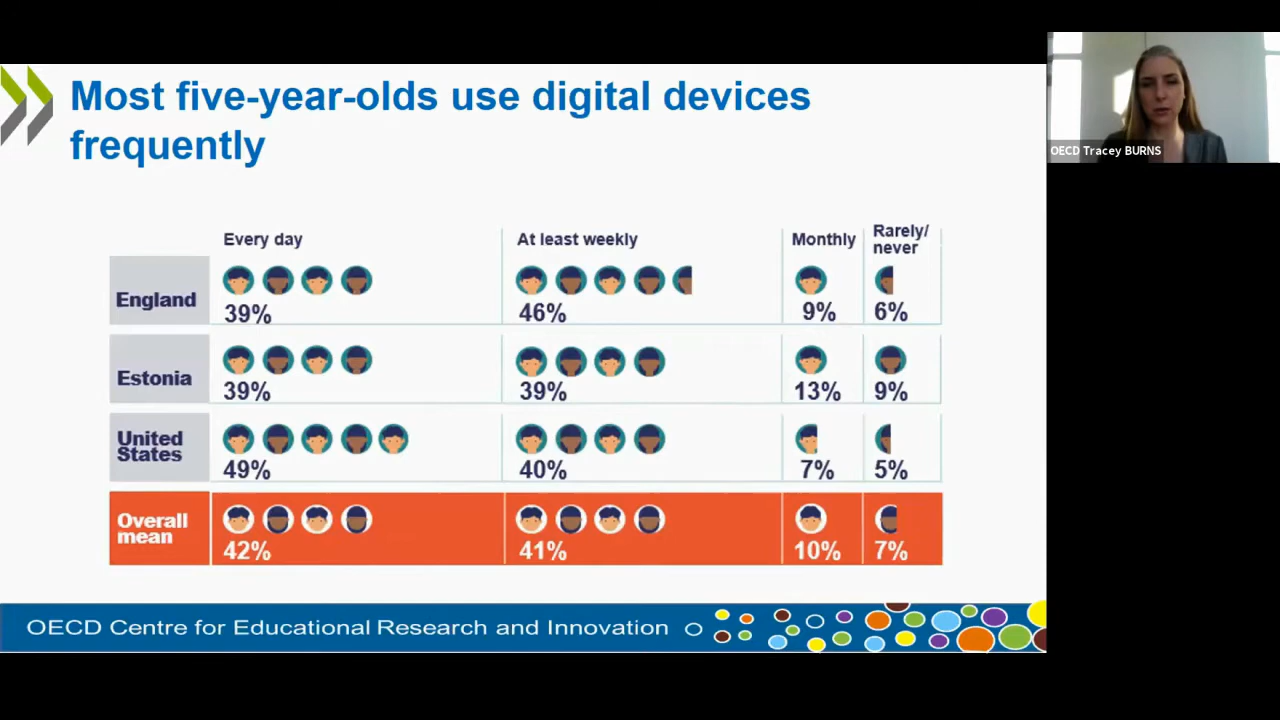 Most five-year-olds use digital devices
frequently
OECD Tracey BURNS
Every day
At least weekly
Monthly
Rarely/
never
England
39%
46%
9%
6%
Estonia
39%
39%
13%
9%
United
States
49%
40%
7%
5%
Overall
mean
42%
41%
10%
7%
OECD Centre for Educational Research and Innovation